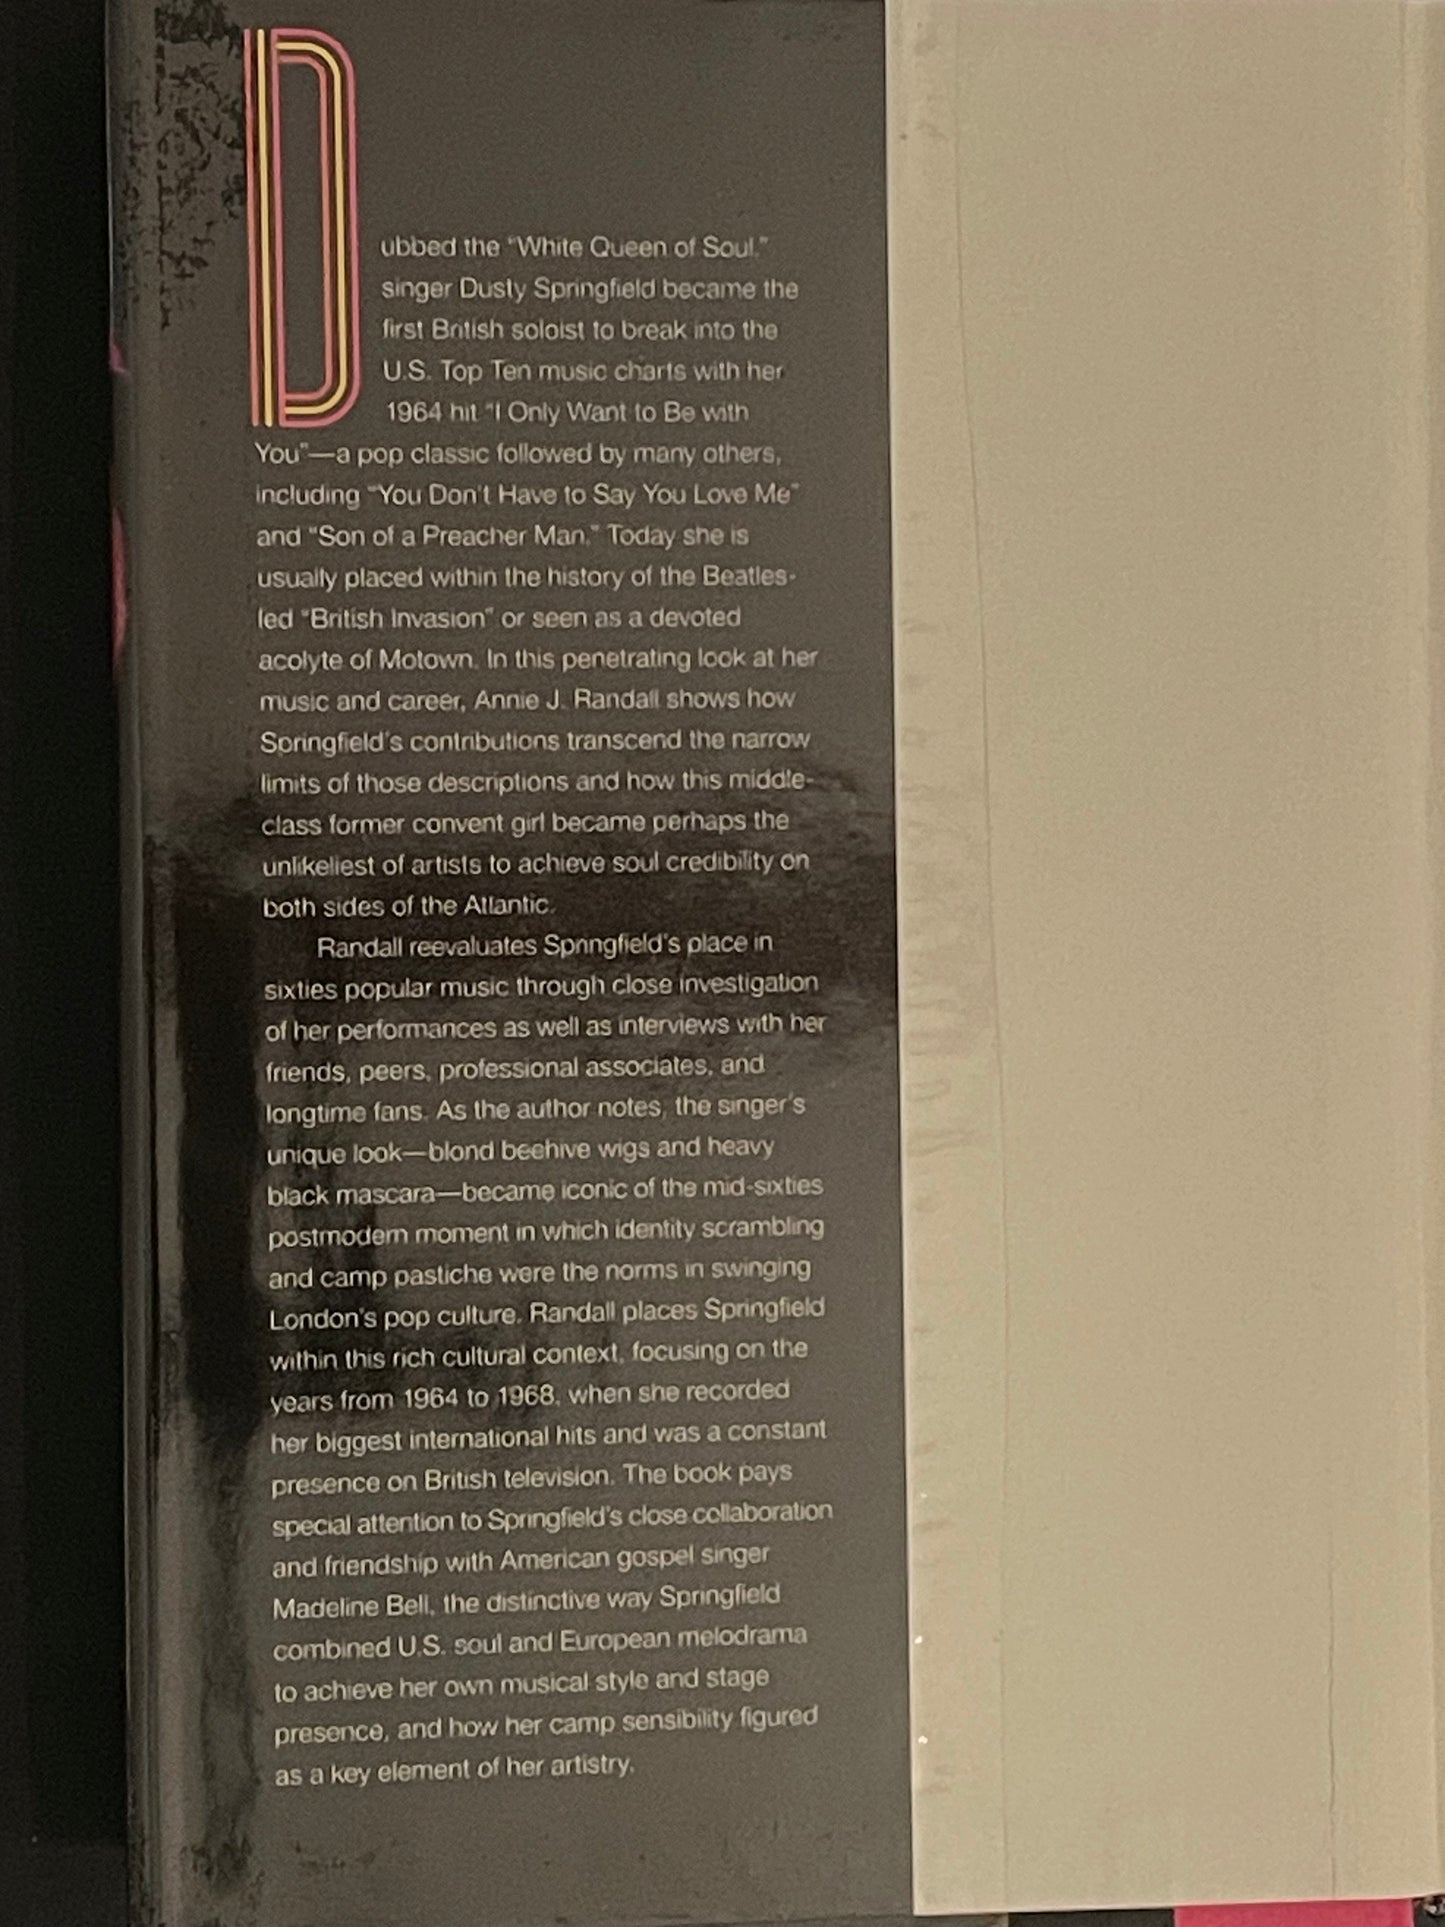 Dubbed the “White Queen of Soul,”
singer Dusty Springfield became the
first British soloist to break into the
U.S. Top Ten music charts with her
1964 hit “I Only Want to Be with
You”—a pop classic followed by many others,
including “You Don’t Have to Say You Love Me”
and “Son of a Preacher Man.” Today she is
usually placed within the history of the Beatles-
led “British Invasion” or seen as a devoted
acolyte of Motown. In this penetrating look at her
music and career, Annie J. Randall shows how
Springfield’s contributions transcend the narrow
limits of those descriptions and how this middle-
class former convent girl became perhaps the
unlikeliest of artists to achieve soul credibility on
both sides of the Atlantic.
Randall reevaluates Springfield’s place in
sixties popular music through close investigation
of her performances as well as interviews with her
friends, peers, professional associates, and
longtime fans. As the author notes, the singer’s
unique look—blond beehive wigs and heavy
black mascara—became iconic of the mid-sixties
postmodern moment in which identity scrambling
and camp pastiche were the norms in swinging
London’s pop culture. Randall places Springfield
within this rich cultural context, focusing on the
years from 1964 to 1968, when she recorded
her biggest international hits and was a constant
presence on British television. The book pays
special attention to Springfield’s close collaboration
and friendship with American gospel singer
Madeline Bell, the distinctive way Springfield
combined U.S. soul and European melodrama
to achieve her own musical style and stage
presence, and how her camp sensibility figured
as a key element of her artistry.